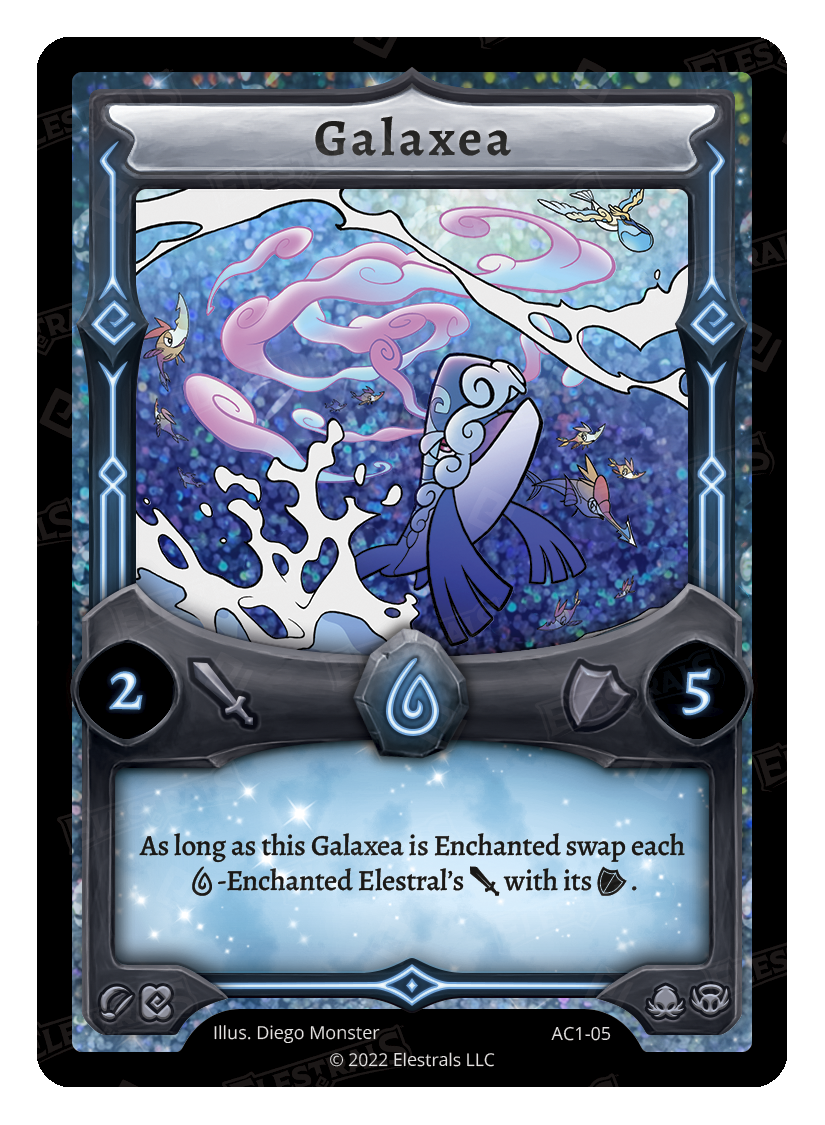 Galaxea
2
5
As long as this Galaxea is Enchanted swap each
-Enchanted Elestral's with its .
Illus. Diego Monster
AC1-05
© 2022 Elestrals LLC
ELESTRALS